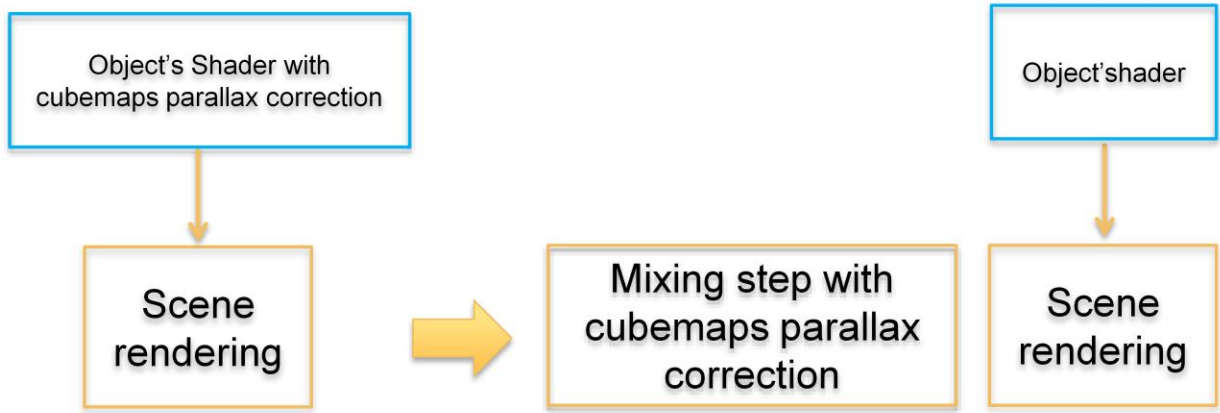 Object's Shader with
cubemaps parallax correction
Object'shader
Scene
rendering
Mixing step with
cubemaps parallax
correction
Scene
rendering